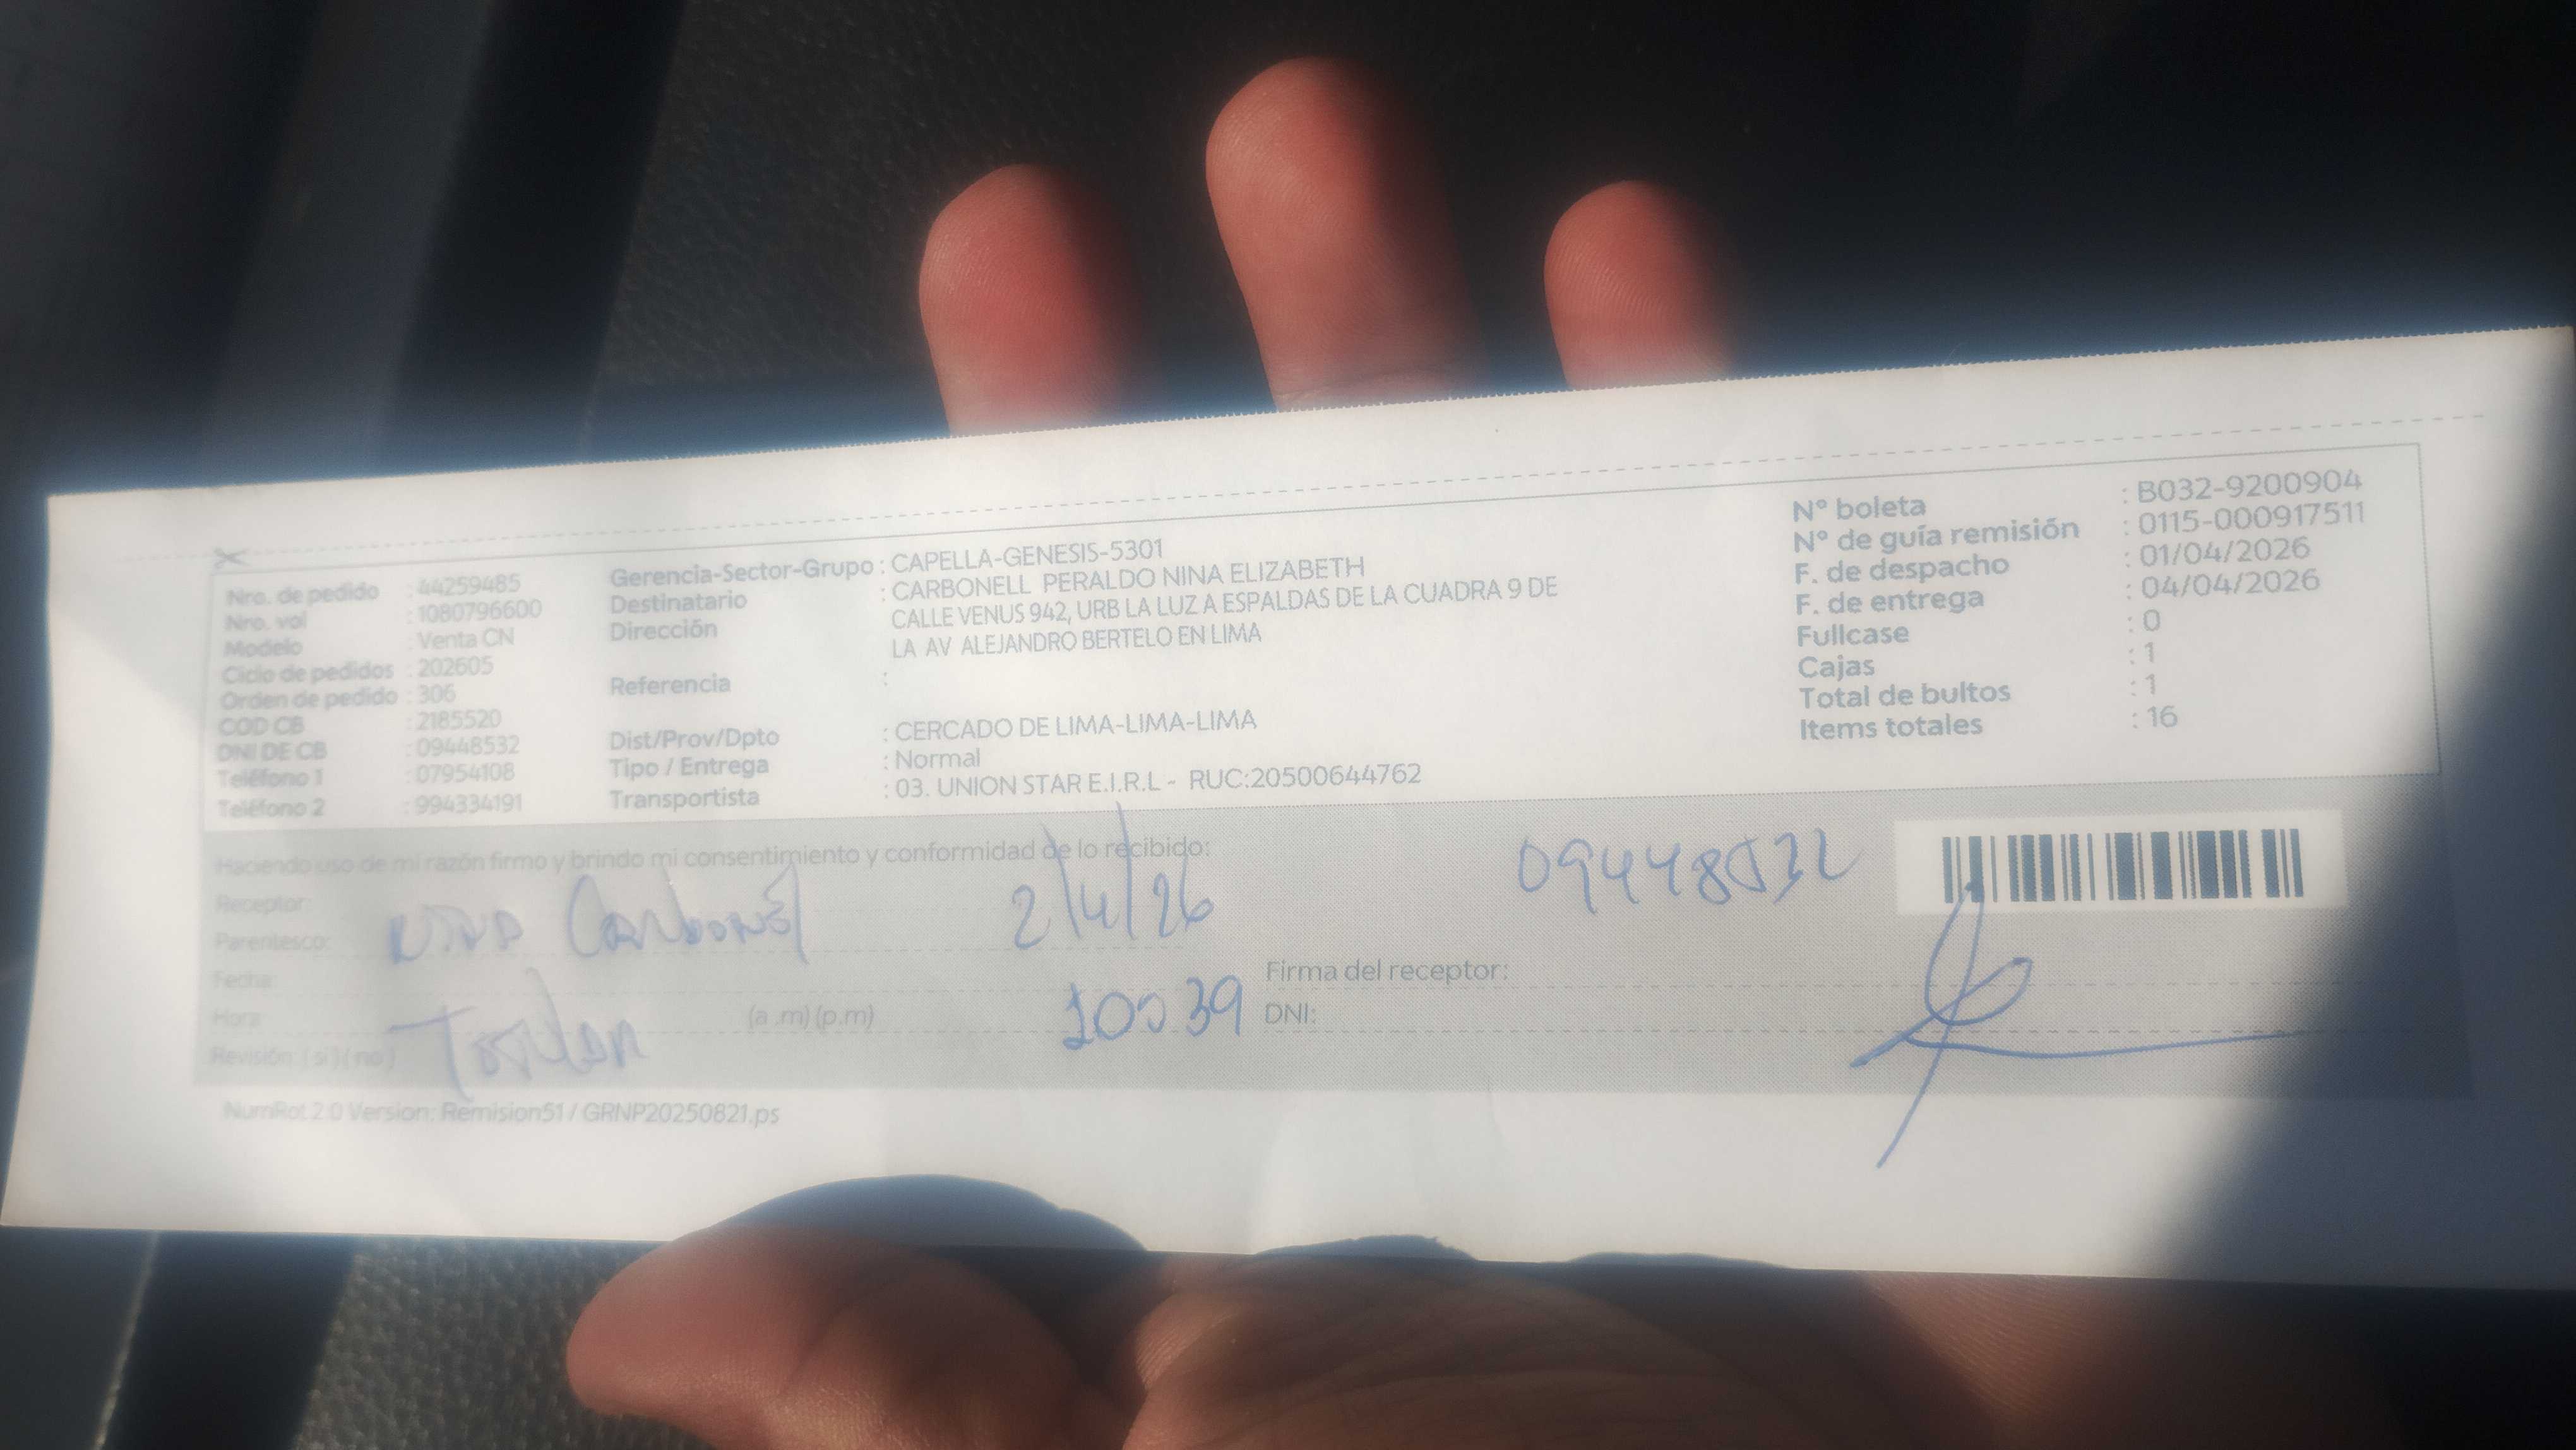 Nro. de pedido : 44259485
Nro. vol : 1080796600
Modelo : Venta CN
Ciclo de pedidos : 202605
Orden de pedido : 306
COD CB : 2185520
DNI DE CB : 09448532
Teléfono 1 : 07954108
Teléfono 2 : 994334191
Gerencia-Sector-Grupo : CAPELLA-GENESIS-5301
Destinatario : CARBONELL PERALDO NINA ELIZABETH
Dirección CALLE VENUS 942, URB LA LUZ A ESPALDAS DE LA CUADRA 9 DE
LA AV ALEJANDRO BERTELO EN LIMA
Referencia :
Dist/Prov/Dpto : CERCADO DE LIMA-LIMA-LIMA
Tipo / Entrega : Normal
Transportista : 03. UNION STAR E.I.R.L - RUC:20500644762
N° boleta : B032-9200904
N° de guía remisión : 0115-000917511
F. de despacho : 01/04/2026
F. de entrega : 04/04/2026
Fullcase : 0
Cajas : 1
Total de bultos : 1
Items totales : 16
Haciendo uso de mi razón firmo y brindo mi consentimiento y conformidad de lo recibido:
Receptor:
Parentesco: Nina Carbonel 2/4/26 09448532
Fecha:
Hora: (a .m) (p.m) 10 39
Revisión: ( si ) ( no )
Firma del receptor:
DNI:
NumRot 2.0 Version: Remision51 / GRNP20250821.ps